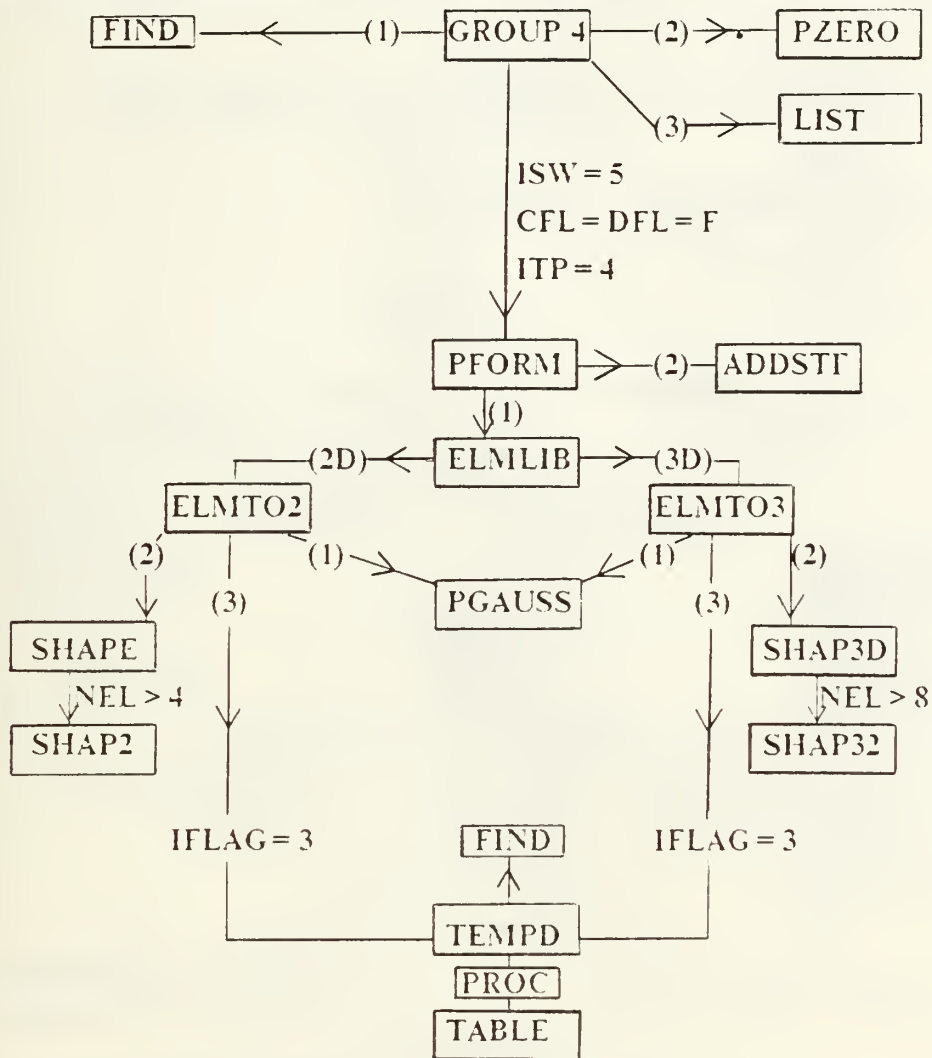 FIND (1) GROUP 4 (2) PZERO
(3) LIST
ISW = 5
CFL = DFL = F
ITP = 4
PFORM (2) ADDSTF
(1)
(2D) ELMLIB (3D)
ELMTO2 ELMTO3
(2) (1) (1) (2)
(3) PGAUSS (3)
SHAPE SHAP3D
NEL > 4 NEL > 8
SHAP2 SHAP32
IFLAG = 3 FIND IFLAG = 3
TEMPD
PROC
TABLE